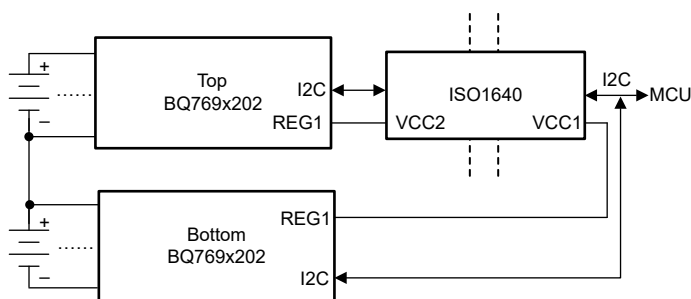 +
Top
BQ769x202
I2C
REG1
−
ISO1640
VCC2
VCC1
I2C
MCU
+
Bottom
BQ769x202
REG1
I2C
−